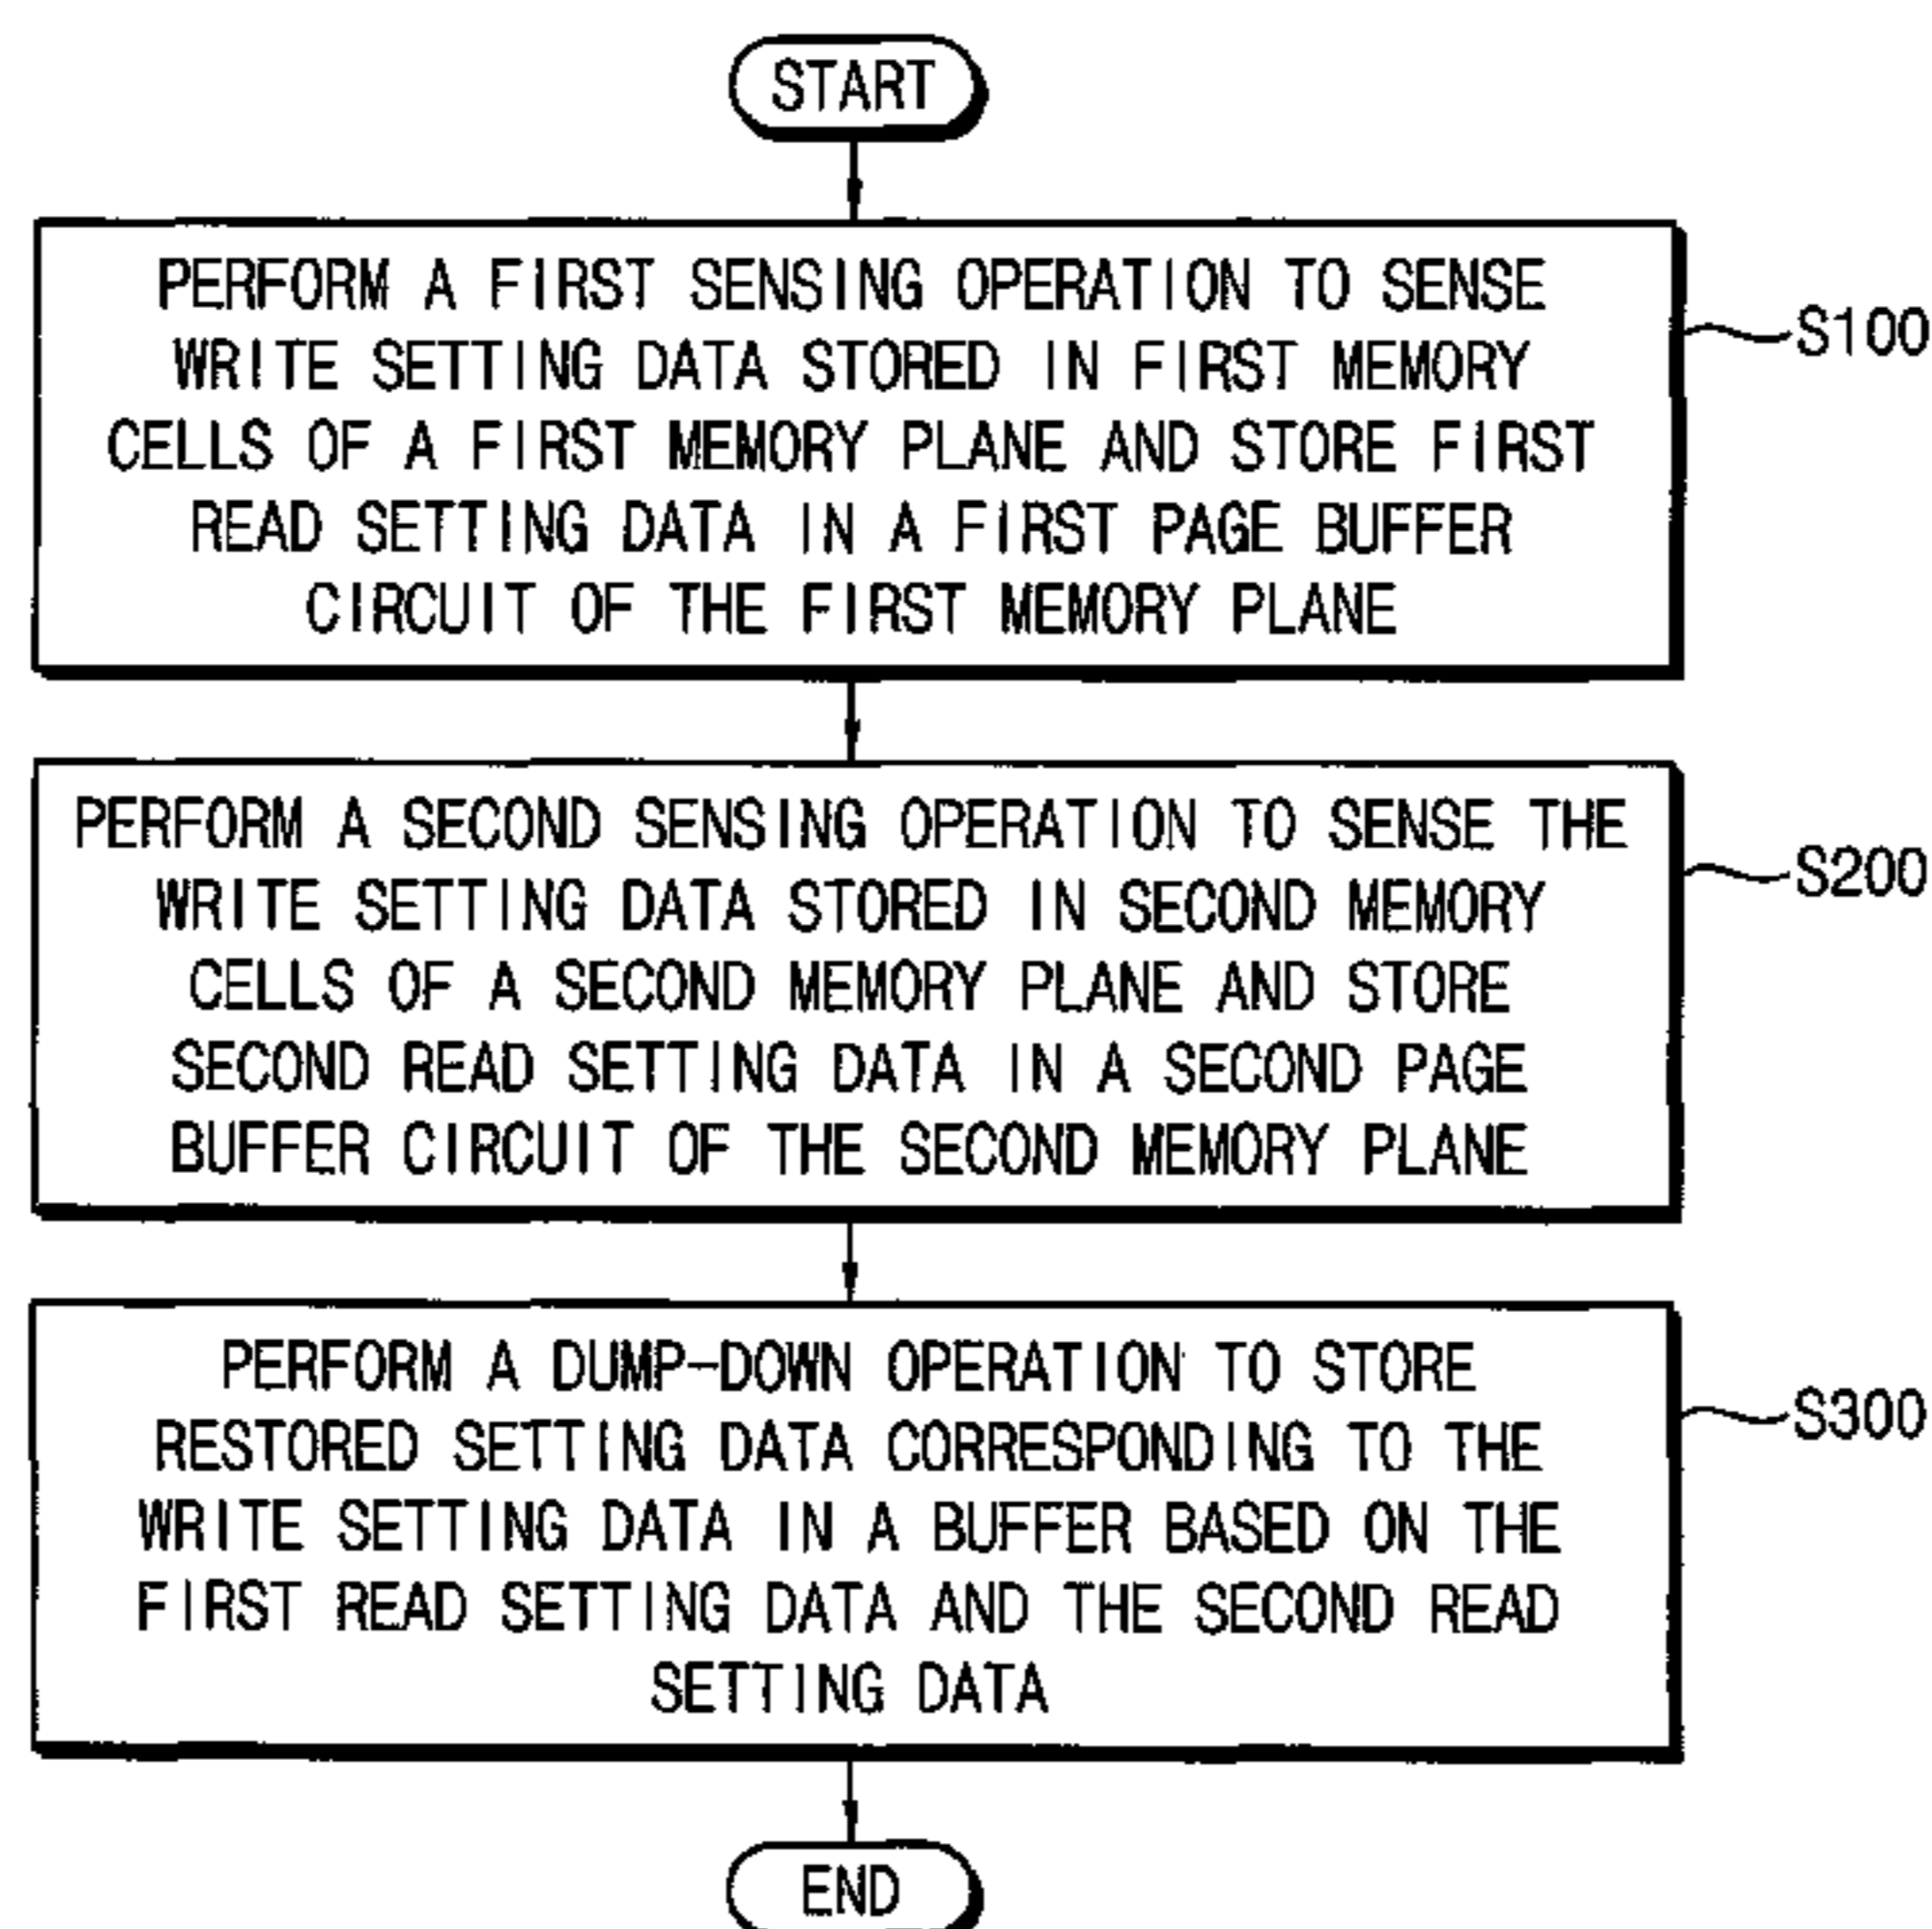 START
PERFORM A FIRST SENSING OPERATION TO SENSE
WRITE SETTING DATA STORED IN FIRST MEMORY
CELLS OF A FIRST MEMORY PLANE AND STORE FIRST
READ SETTING DATA IN A FIRST PAGE BUFFER
CIRCUIT OF THE FIRST MEMORY PLANE
S100
PERFORM A SECOND SENSING OPERATION TO SENSE THE
WRITE SETTING DATA STORED IN SECOND MEMORY
CELLS OF A SECOND MEMORY PLANE AND STORE
SECOND READ SETTING DATA IN A SECOND PAGE
BUFFER CIRCUIT OF THE SECOND MEMORY PLANE
S200
PERFORM A DUMP-DOWN OPERATION TO STORE
RESTORED SETTING DATA CORRESPONDING TO THE
WRITE SETTING DATA IN A BUFFER BASED ON THE
FIRST READ SETTING DATA AND THE SECOND READ
SETTING DATA
S300
END